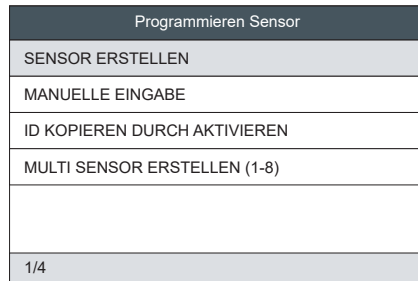 Programmieren Sensor
SENSOR ERSTELLEN
MANUELLE EINGABE
ID KOPIEREN DURCH AKTIVIEREN
MULTI SENSOR ERSTELLEN (1-8)
1/4